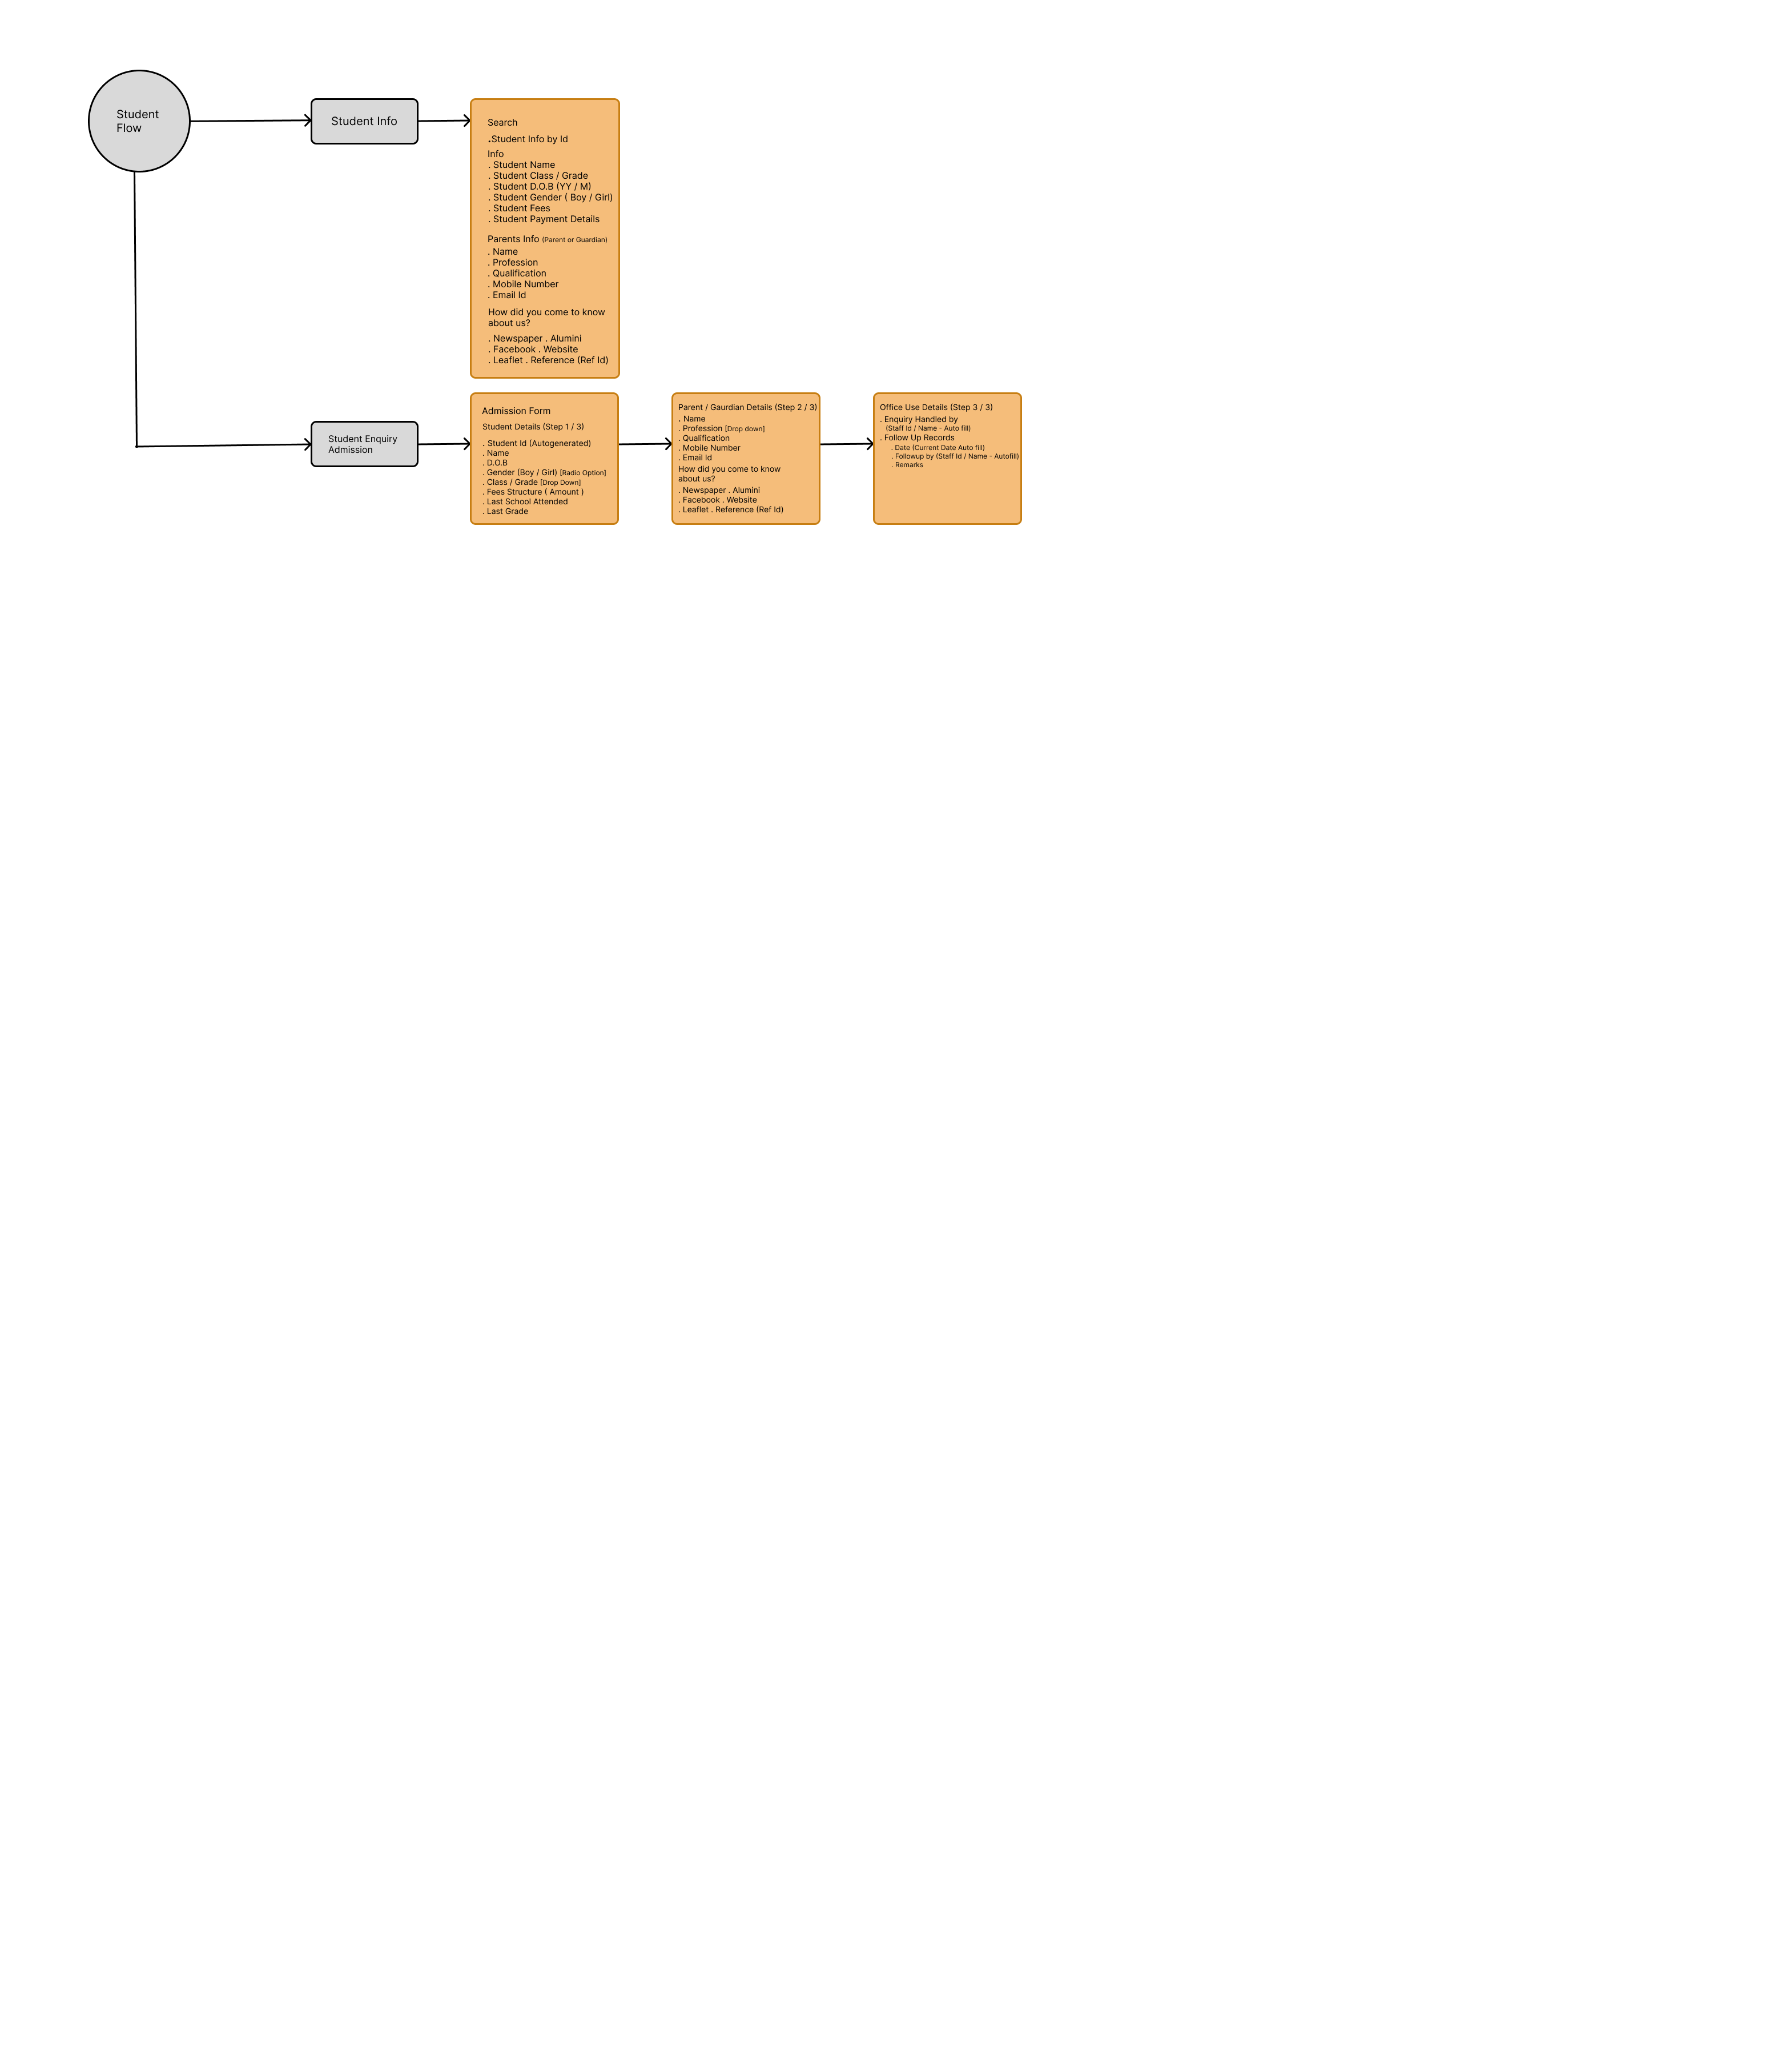 Student
Flow
Student Info
Search
.Student Info by Id
Info
. Student Name
. Student Class / Grade
. Student D.O.B (YY / M)
. Student Gender ( Boy / Girl)
. Student Fees
. Student Payment Details
Parents Info (Parent or Guardian)
. Name
. Profession
. Qualification
. Mobile Number
. Email Id
How did you come to know
about us?
. Newspaper . Alumini
. Facebook . Website
. Leaflet . Reference (Ref Id)
Student Enquiry
Admission
Admission Form
Student Details (Step 1 / 3)
. Student Id (Autogenerated)
. Name
. D.O.B
. Gender (Boy / Girl) [Radio Option]
. Class / Grade [Drop Down]
. Fees Structure ( Amount )
. Last School Attended
. Last Grade
Parent / Gaurdian Details (Step 2 / 3)
. Name
. Profession [Drop down]
. Qualification
. Mobile Number
. Email Id
How did you come to know
about us?
. Newspaper . Alumini
. Facebook . Website
. Leaflet . Reference (Ref Id)
Office Use Details (Step 3 / 3)
. Enquiry Handled by
(Staff Id / Name - Auto fill)
. Follow Up Records
. Date (Current Date Auto fill)
. Followup by (Staff Id / Name - Autofill)
. Remarks